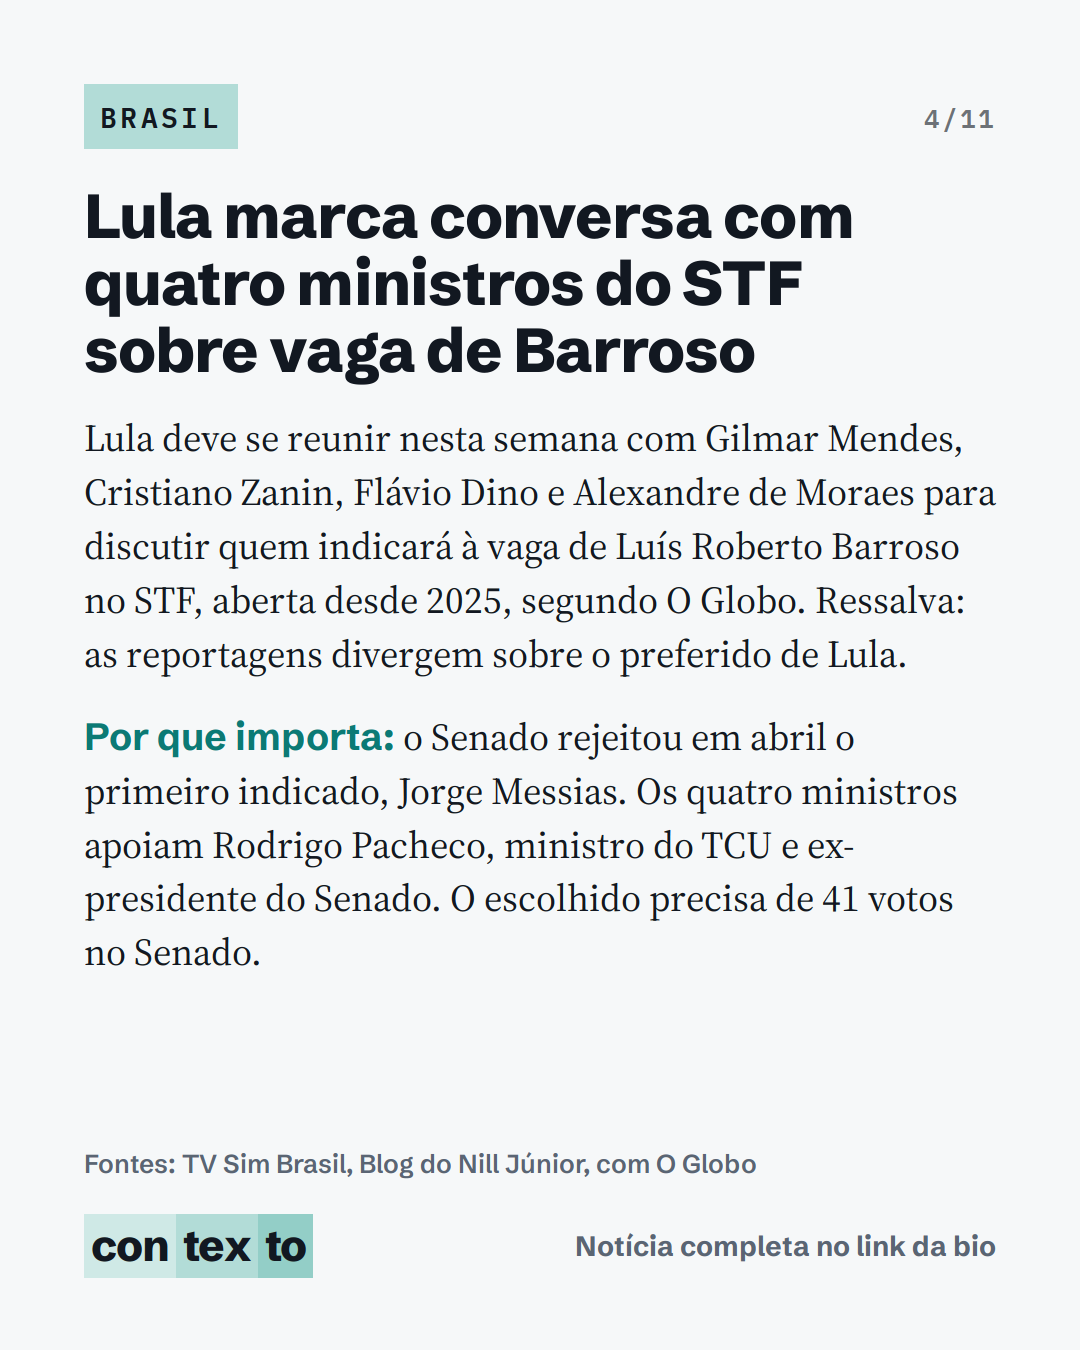 BRASIL
4/11
Lula marca conversa com
quatro ministros do STF
sobre vaga de Barroso
Lula deve se reunir nesta semana com Gilmar Mendes,
Cristiano Zanin, Flávio Dino e Alexandre de Moraes para
discutir quem indicará à vaga de Luís Roberto Barroso
no STF, aberta desde 2025, segundo O Globo. Ressalva:
as reportagens divergem sobre o preferido de Lula.
Por que importa: o Senado rejeitou em abril o
primeiro indicado, Jorge Messias. Os quatro ministros
apoiam Rodrigo Pacheco, ministro do TCU e ex-
presidente do Senado. O escolhido precisa de 41 votos
no Senado.
Fontes: TV Sim Brasil, Blog do Nill Júnior, com O Globo
contexto
Notícia completa no link da bio